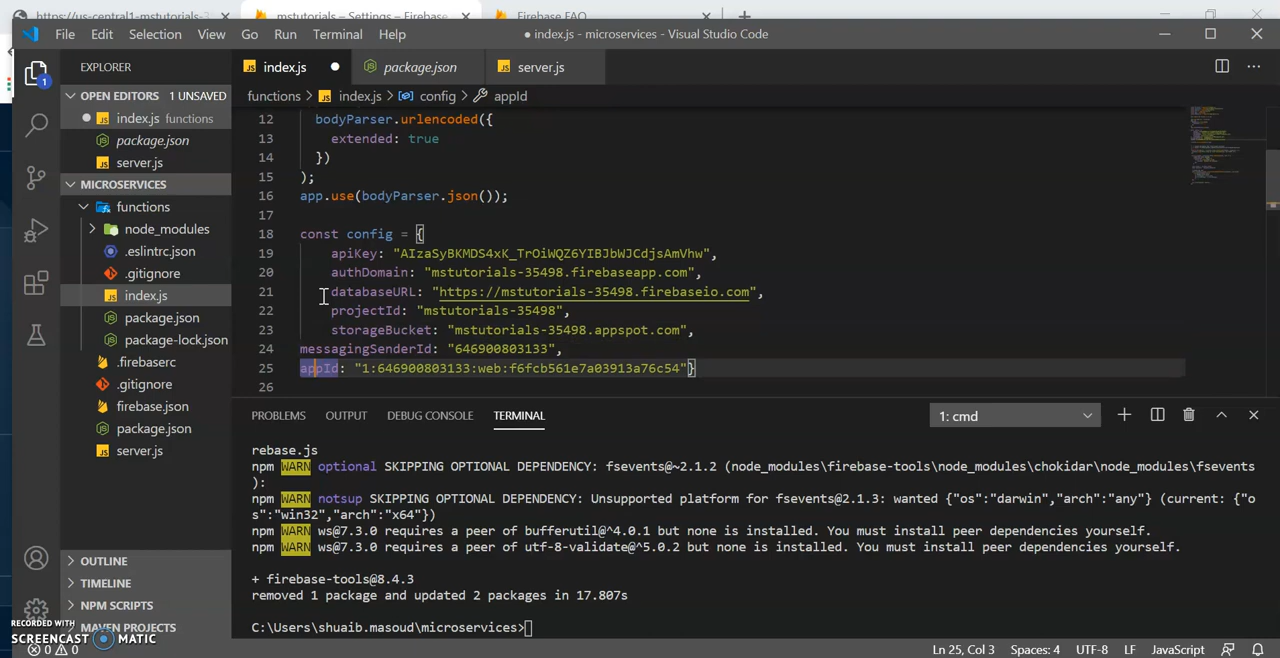 https://us-central1-mstutorials-3
mstutorials – Settings – Firebase
Firebase FAQ
File Edit Selection View Go Run Terminal Help
● index.js - microservices - Visual Studio Code
EXPLORER
OPEN EDITORS 1 UNSAVED
index.js functions
package.json
server.js
MICROSERVICES
functions
node_modules
.eslintrc.json
.gitignore
index.js
package.json
package-lock.json
.firebaserc
.gitignore
firebase.json
package.json
server.js
OUTLINE
TIMELINE
NPM SCRIPTS
MAVEN PROJECTS
1
JS index.js
package.json
JS server.js
functions > JS index.js > config > appId
12 bodyParser.urlencoded({
13 extended: true
14 })
15 );
16 app.use(bodyParser.json());
17
18 const config = {
19 apiKey: "AIzaSyBKMDS4xK_TrOiWQZ6YIBJbWJCdjsAmVhw",
20 authDomain: "mstutorials-35498.firebaseapp.com",
21 databaseURL: "https://mstutorials-35498.firebaseio.com",
22 projectId: "mstutorials-35498",
23 storageBucket: "mstutorials-35498.appspot.com",
24 messagingSenderId: "646900803133",
25 appId: "1:646900803133:web:f6fcb561e7a03913a76c54"}
26
PROBLEMS OUTPUT DEBUG CONSOLE TERMINAL
1: cmd
rebase.js
npm WARN optional SKIPPING OPTIONAL DEPENDENCY: fsevents@~2.1.2 (node_modules\firebase-tools\node_modules\chokidar\node_modules\fsevents
):
npm WARN notsup SKIPPING OPTIONAL DEPENDENCY: Unsupported platform for fsevents@2.1.3: wanted {"os":"darwin","arch":"any"} (current: {"o
s":"win32","arch":"x64"})
npm WARN ws@7.3.0 requires a peer of bufferutil@^4.0.1 but none is installed. You must install peer dependencies yourself.
npm WARN ws@7.3.0 requires a peer of utf-8-validate@^5.0.2 but none is installed. You must install peer dependencies yourself.
+ firebase-tools@8.4.3
removed 1 package and updated 2 packages in 17.807s
C:\Users\shuaib.masoud\microservices>
RECORDED WITH
SCREENCAST MATIC
0 0
Ln 25, Col 3 Spaces: 4 UTF-8 LF JavaScript